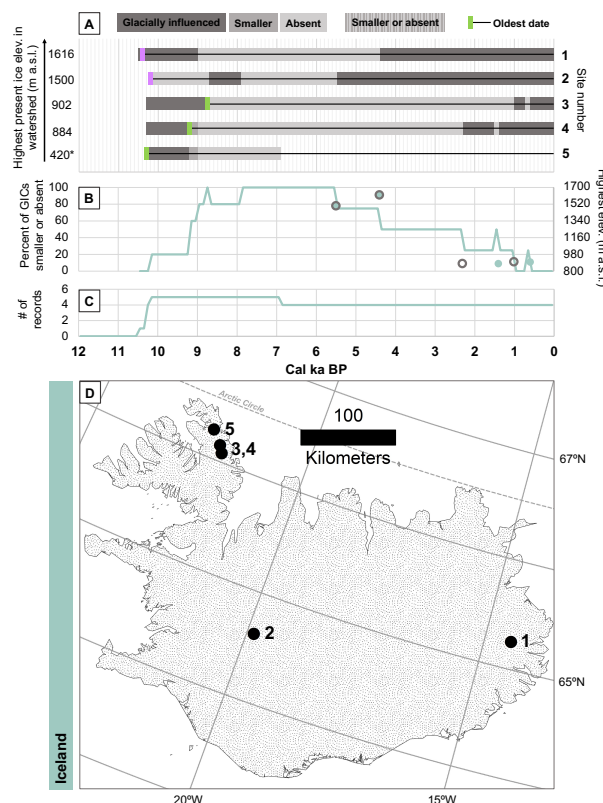 A
Glacially influenced
Smaller
Absent
Smaller or absent
Oldest date
Highest present ice elev. in
watershed (m a.s.l.)
1616
1500
902
884
420*
1
2
3
4
5
Site number
B
Percent of GICs
smaller or absent
100
80
60
40
20
0
1700
1520
1340
1160
980
800
Highest elev. (m a.s.l.)
C
# of
records
6
4
2
0
12 11 10 9 8 7 6 5 4 3 2 1 0
Cal ka BP
D
Arctic Circle
100
Kilometers
5
3,4
67ºN
2
1
65ºN
Iceland
20ºW
15ºW